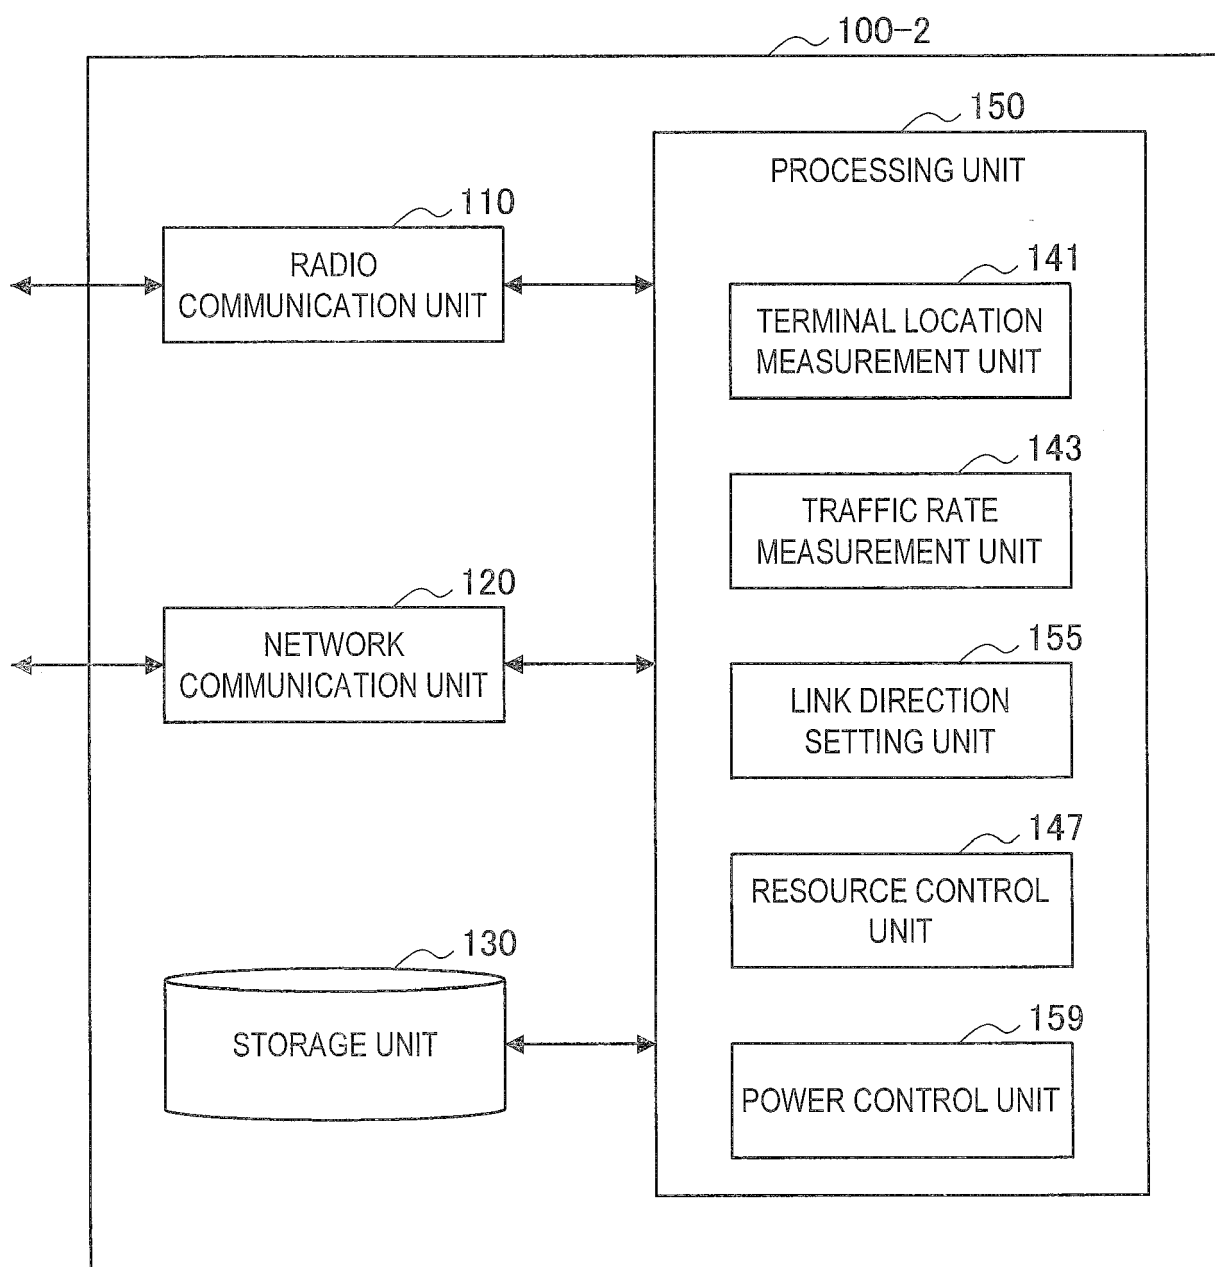 100-2
150
PROCESSING UNIT
110
RADIO
COMMUNICATION UNIT
141
TERMINAL LOCATION
MEASUREMENT UNIT
143
TRAFFIC RATE
MEASUREMENT UNIT
120
NETWORK
COMMUNICATION UNIT
155
LINK DIRECTION
SETTING UNIT
147
RESOURCE CONTROL
UNIT
130
STORAGE UNIT
159
POWER CONTROL UNIT